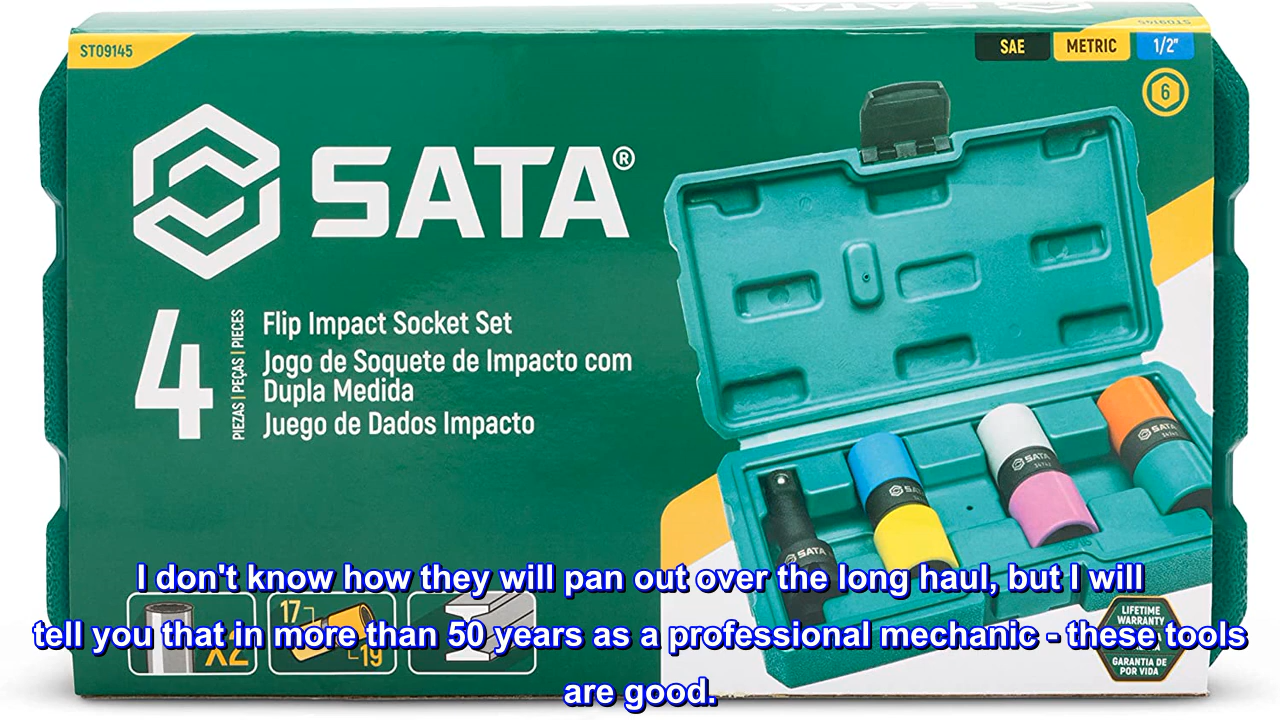 ST09145
SAE
METRIC
1/2"
6
SATA®
4
PIEZAS | PEÇAS | PIECES
Flip Impact Socket Set
Jogo de Soquete de Impacto com
Dupla Medida
Juego de Dados Impacto
SATA
SATA
SATA
SATA
I don't know how they will pan out over the long haul, but I will
tell you that in more than 50 years as a professional mechanic - these tools
are good.
X2
17
19
LIFETIME
WARRANTY
GARANTIA DE
POR VIDA